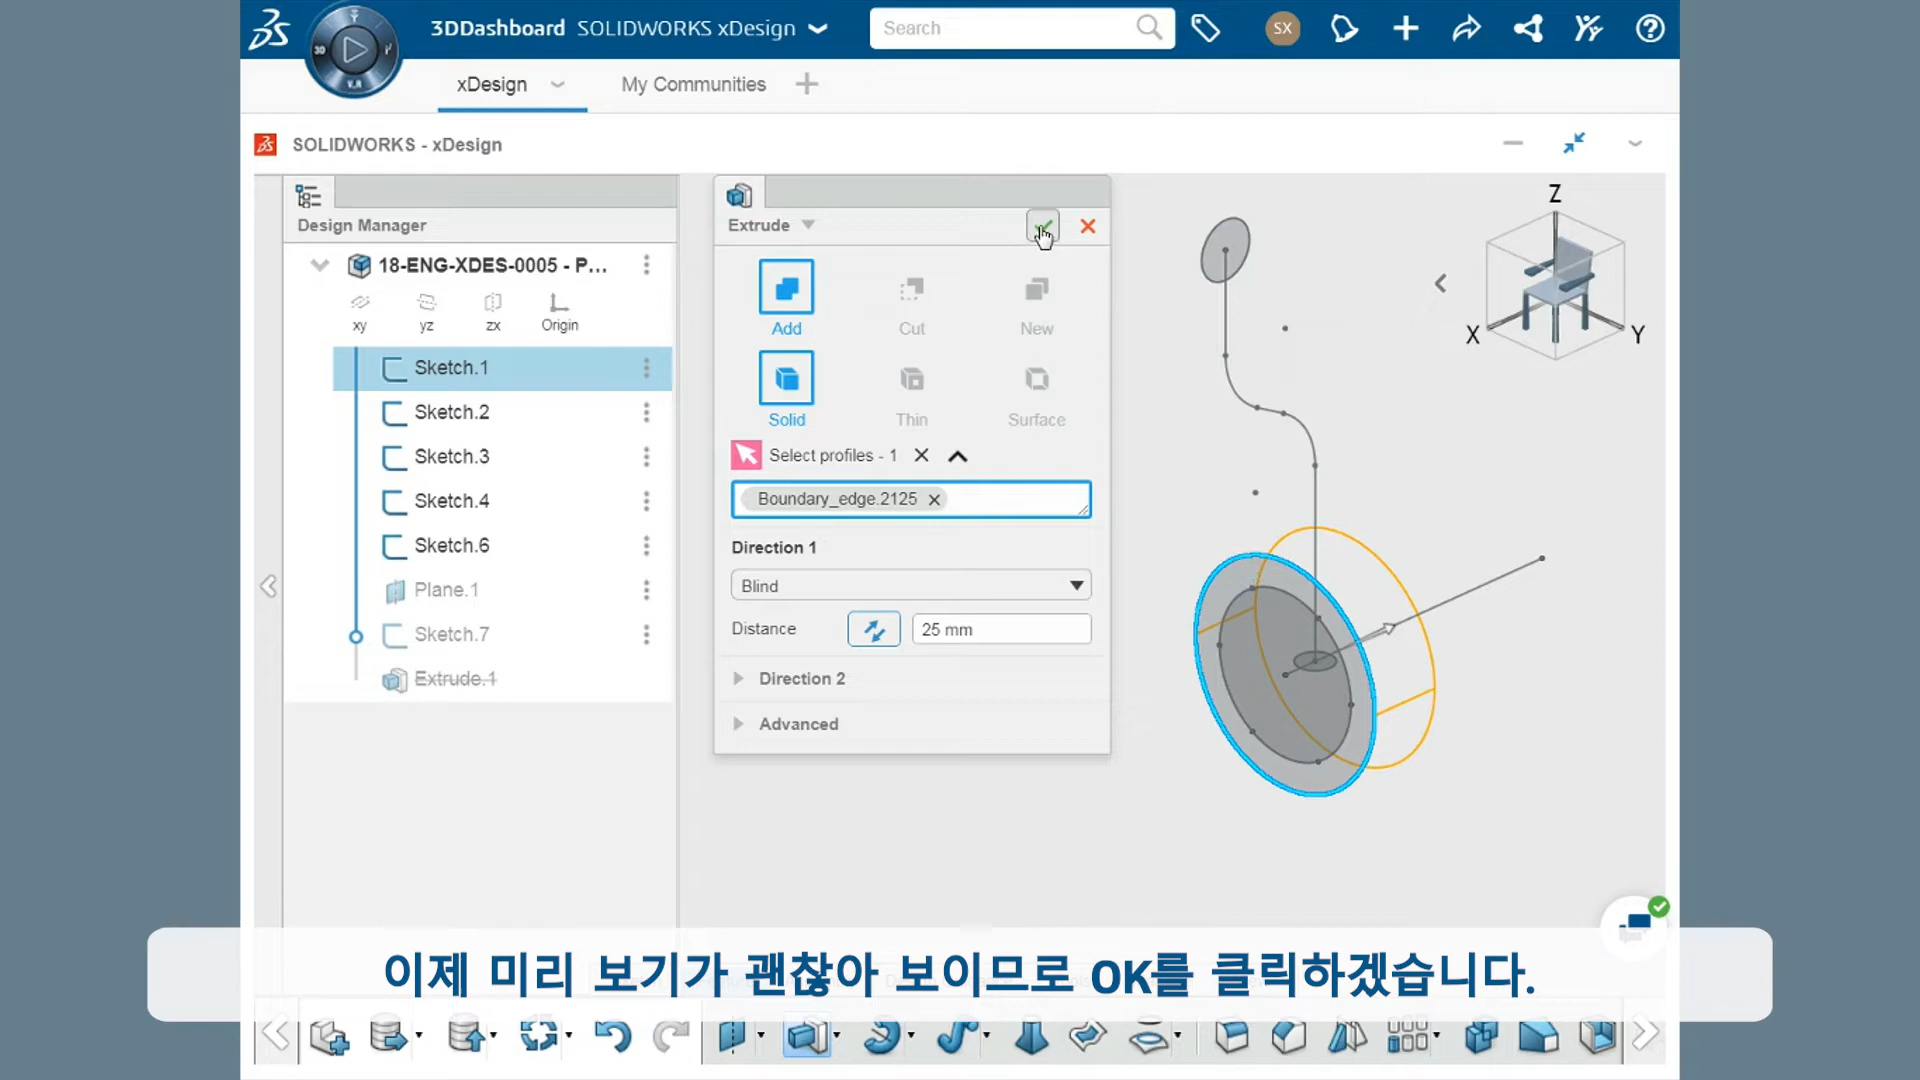 3DDashboard SOLIDWORKS xDesign
Search
SX
3D
V.R
xDesign
My Communities
SOLIDWORKS - xDesign
Design Manager
18-ENG-XDES-0005 - P...
xy
yz
zx
Origin
Sketch.1
Sketch.2
Sketch.3
Sketch.4
Sketch.6
Plane.1
Sketch.7
Extrude.1
Extrude
Add
Cut
New
Solid
Thin
Surface
Select profiles - 1
Boundary_edge.2125
Direction 1
Blind
Distance
25 mm
Direction 2
Advanced
Z
X
Y
이제 미리 보기가 괜찮아 보이므로 OK를 클릭하겠습니다.